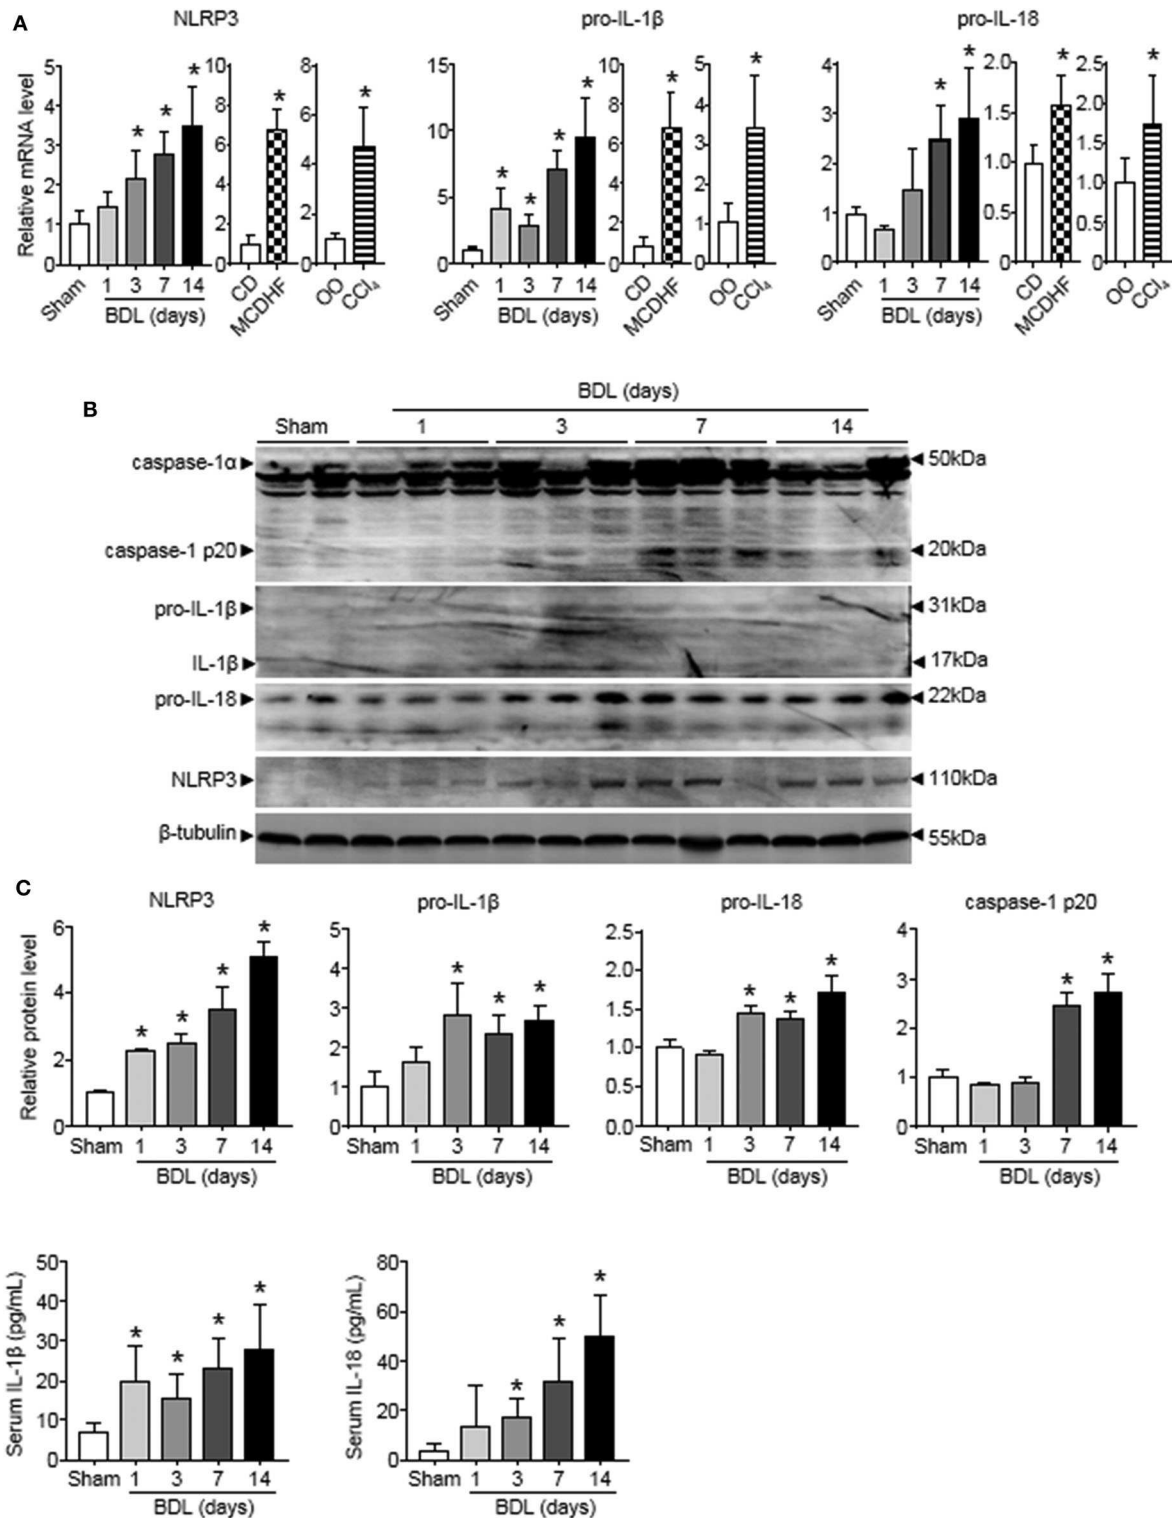 A
NLRP3
pro-IL-1β
pro-IL-18
Relative mRNA level
5
4
3
2
1
0
10
8
6
4
2
0
8
6
4
2
0
15
10
5
0
10
8
6
4
2
0
5
4
3
2
1
0
4
3
2
1
0
2.0
1.5
1.0
0.5
0.0
2.5
2.0
1.5
1.0
0.5
0.0
* * * * *
* * * * * *
* * * *
Sham 1 3 7 14 CD MCDHF OO CCl₄
BDL (days)
Sham 1 3 7 14 CD MCDHF OO CCl₄
BDL (days)
Sham 1 3 7 14 CD MCDHF OO CCl₄
BDL (days)
B
BDL (days)
Sham 1 3 7 14
caspase-1α 50kDa
caspase-1 p20 20kDa
pro-IL-1β 31kDa
IL-1β 17kDa
pro-IL-18 22kDa
NLRP3 110kDa
β-tubulin 55kDa
C
NLRP3
pro-IL-1β
pro-IL-18
caspase-1 p20
Relative protein level
6
4
2
0
* * * *
Sham 1 3 7 14
BDL (days)
5
4
3
2
1
0
* * *
Sham 1 3 7 14
BDL (days)
2.5
2.0
1.5
1.0
0.5
0.0
* * *
Sham 1 3 7 14
BDL (days)
4
3
2
1
0
* *
Sham 1 3 7 14
BDL (days)
Serum IL-1β (pg/mL)
50
40
30
20
10
0
* * * *
Sham 1 3 7 14
BDL (days)
Serum IL-18 (pg/mL)
80
60
40
20
0
* * *
Sham 1 3 7 14
BDL (days)